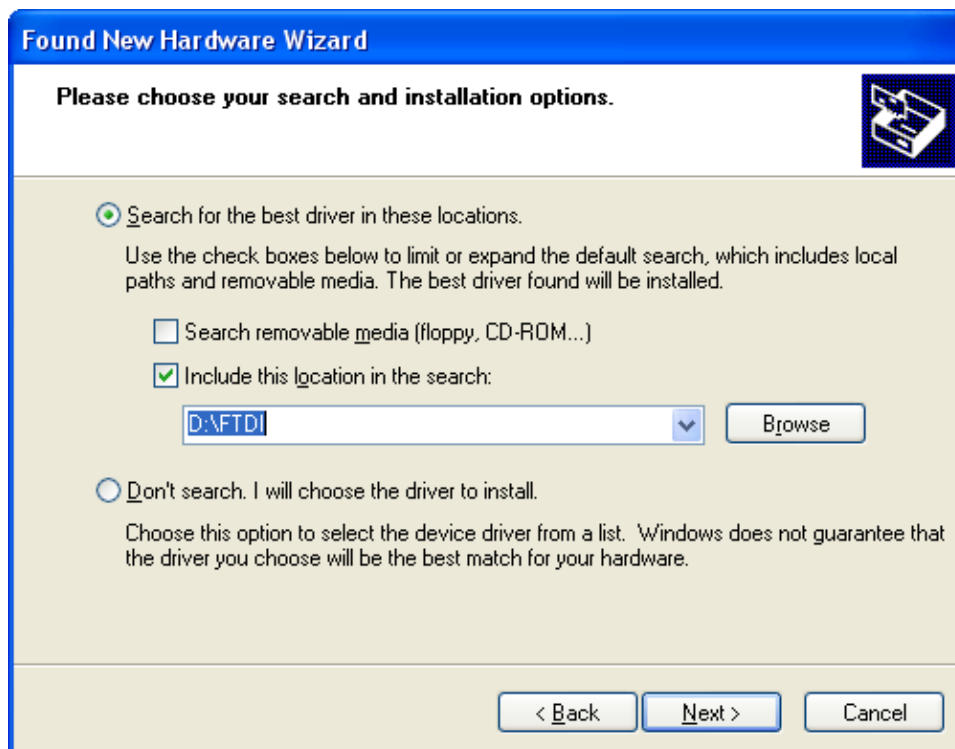 Found New Hardware Wizard
Please choose your search and installation options.
Search for the best driver in these locations.
Use the check boxes below to limit or expand the default search, which includes local
paths and removable media. The best driver found will be installed.
Search removable media (floppy, CD-ROM...)
Include this location in the search:
D:\FTDI
Browse
Don't search. I will choose the driver to install.
Choose this option to select the device driver from a list.  Windows does not guarantee that
the driver you choose will be the best match for your hardware.
< Back
Next >
Cancel